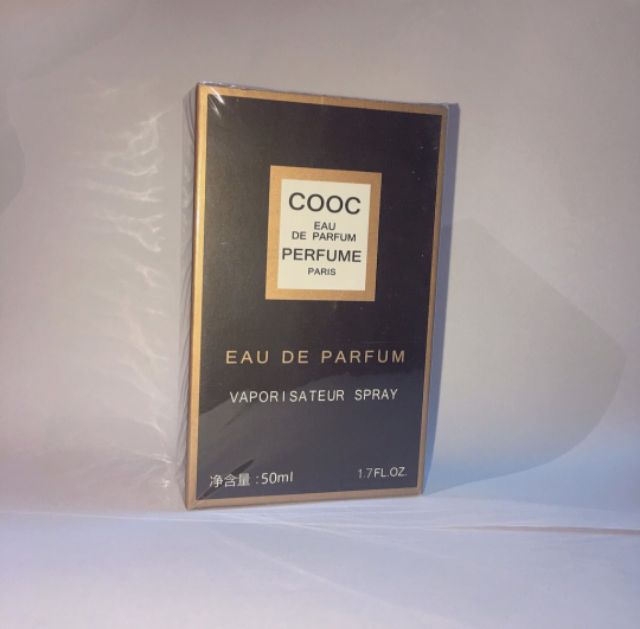 COOC
EAU
DE PARFUM
PERFUME
PARIS
EAU DE PARFUM
VAPORISATEUR SPRAY
净含量:50ml
1.7FL.OZ.